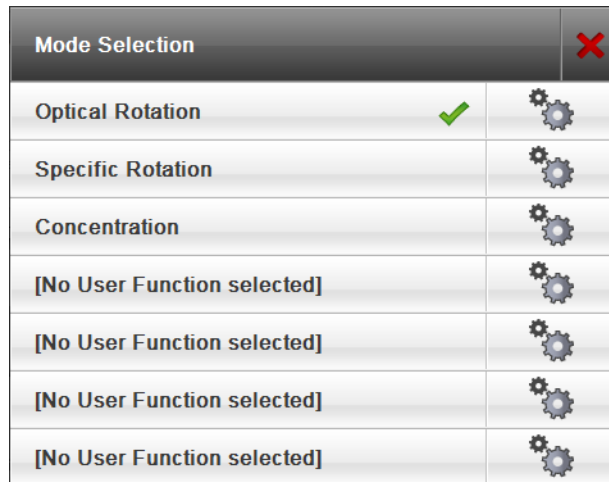 Mode Selection
Optical Rotation
Specific Rotation
Concentration
[No User Function selected]
[No User Function selected]
[No User Function selected]
[No User Function selected]